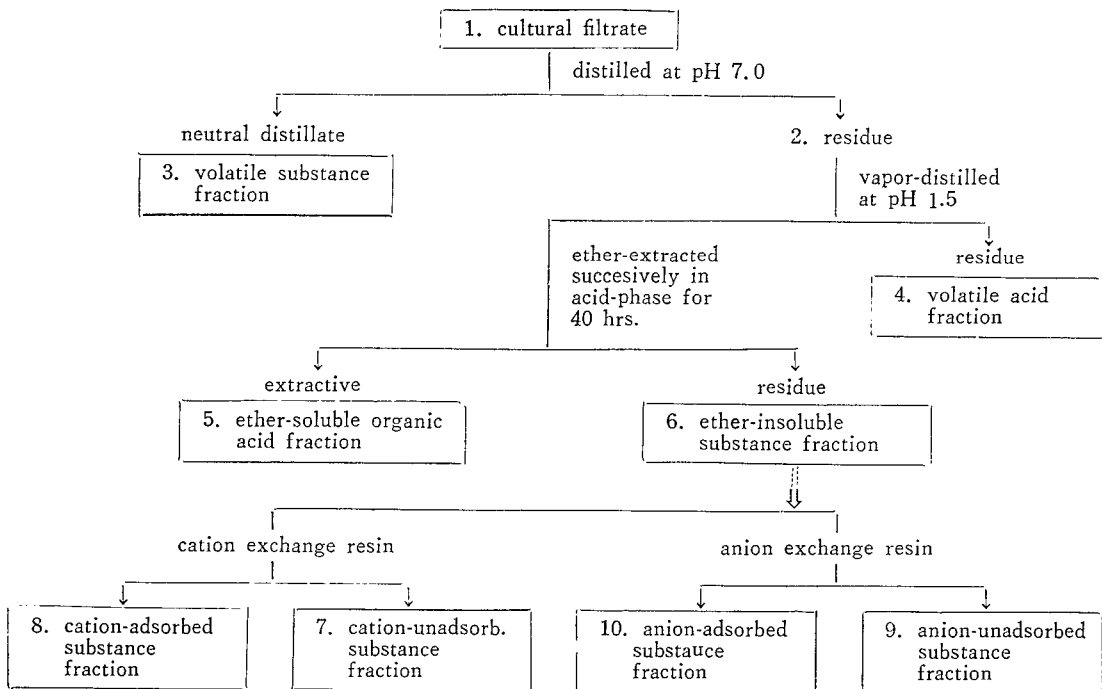 1. cultural filtrate
distilled at pH 7.0
neutral distillate
2. residue
3. volatile substance
fraction
vapor-distilled
at pH 1.5
ether-extracted
succesively in
acid-phase for
40 hrs.
residue
4. volatile acid
fraction
extractive
residue
5. ether-soluble organic
acid fraction
6. ether-insoluble
substance fraction
cation exchange resin
anion exchange resin
8. cation-adsorbed
substance
fraction
7. cation-unadsorb.
substance
fraction
10. anion-adsorbed
substauce
fraction
9. anion-unadsorbed
substance
fraction